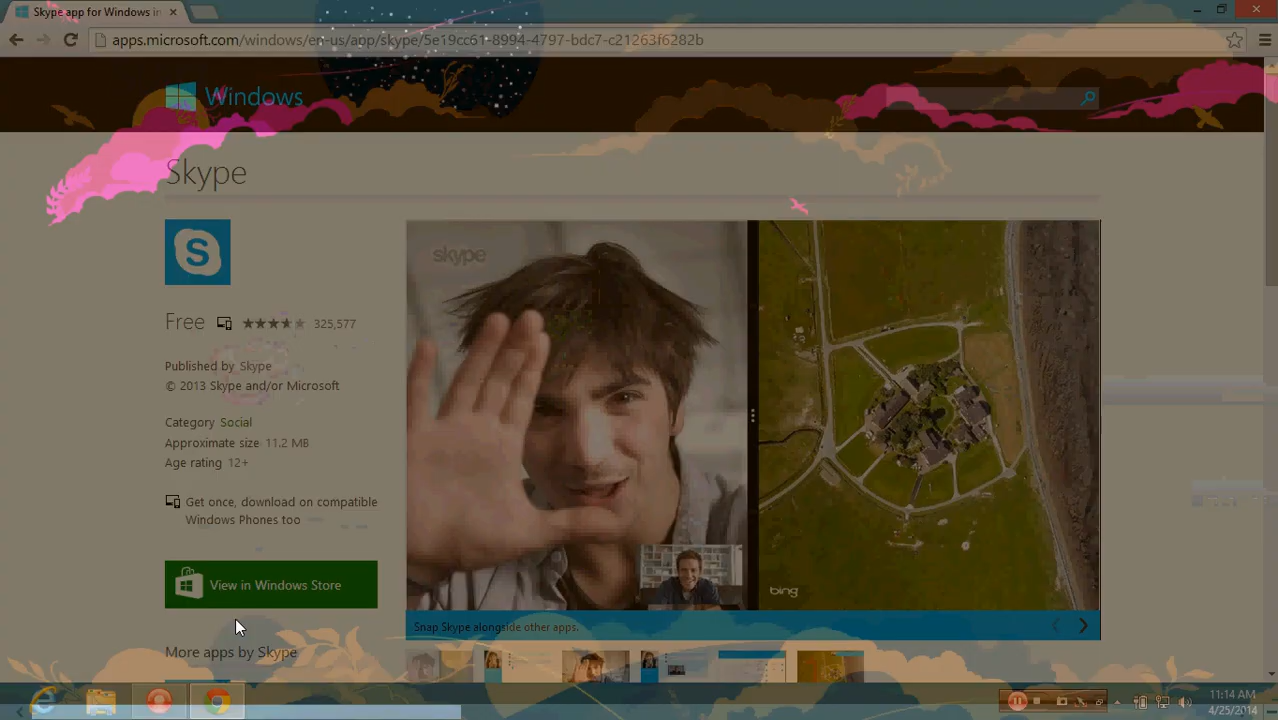 Skype app for Windows in
apps.microsoft.com/windows/en-us/app/skype/5e19cc61-8994-4797-bdc7-c21263f6282b
Windows
Skype
S
skype
Free
325,577
Published by Skype
© 2013 Skype and/or Microsoft
Category Social
Approximate size 11.2 MB
Age rating 12+
Get once, download on compatible
Windows Phones too
View in Windows Store
bing
Snap Skype alongside other apps.
More apps by Skype
11:14 AM
4/25/2014